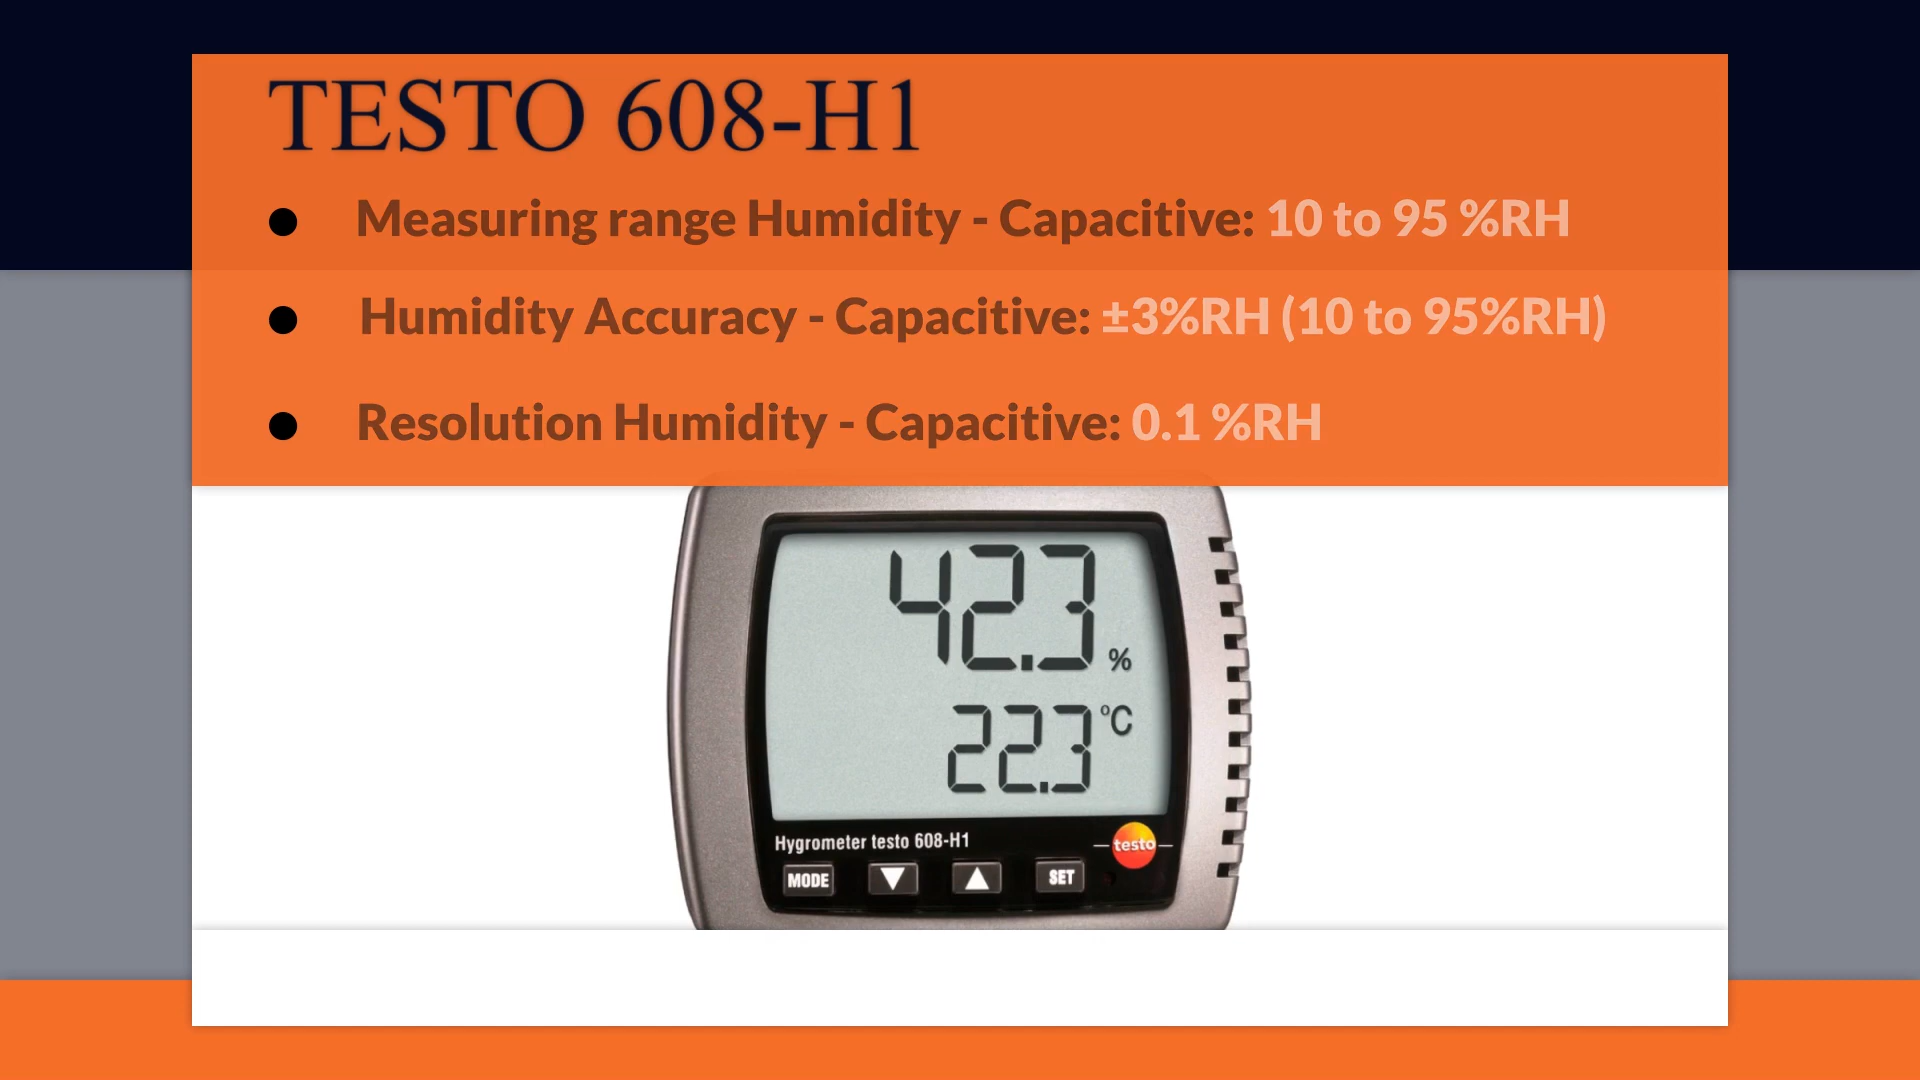 TESTO 608-H1
● Measuring range Humidity - Capacitive: 10 to 95 %RH
● Humidity Accuracy - Capacitive: ±3%RH (10 to 95%RH)
● Resolution Humidity - Capacitive: 0.1 %RH
42.3 %
22.3 °C
Hygrometer testo 608-H1
testo
MODE ▼ ▲ SET